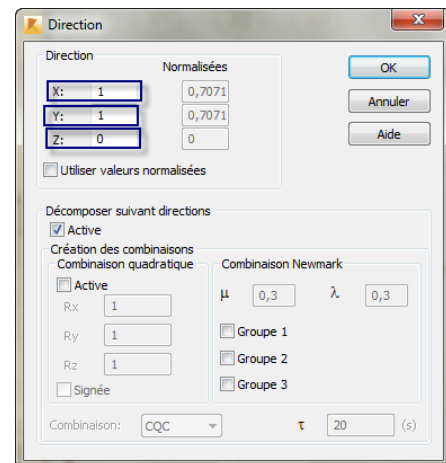 Direction
Direction
Normalisées
OK
X: 1 0,7071
Annuler
Y: 1 0,7071
Z: 0 0
Aide
Utiliser valeurs normalisées
Décomposer suivant directions
Active
Création des combinaisons
Combinaison quadratique
Combinaison Newmark
Active
μ 0,3 λ 0,3
Rx 1
Groupe 1
Ry 1
Groupe 2
Rz 1
Groupe 3
Signée
Combinaison: CQC τ 20 (s)